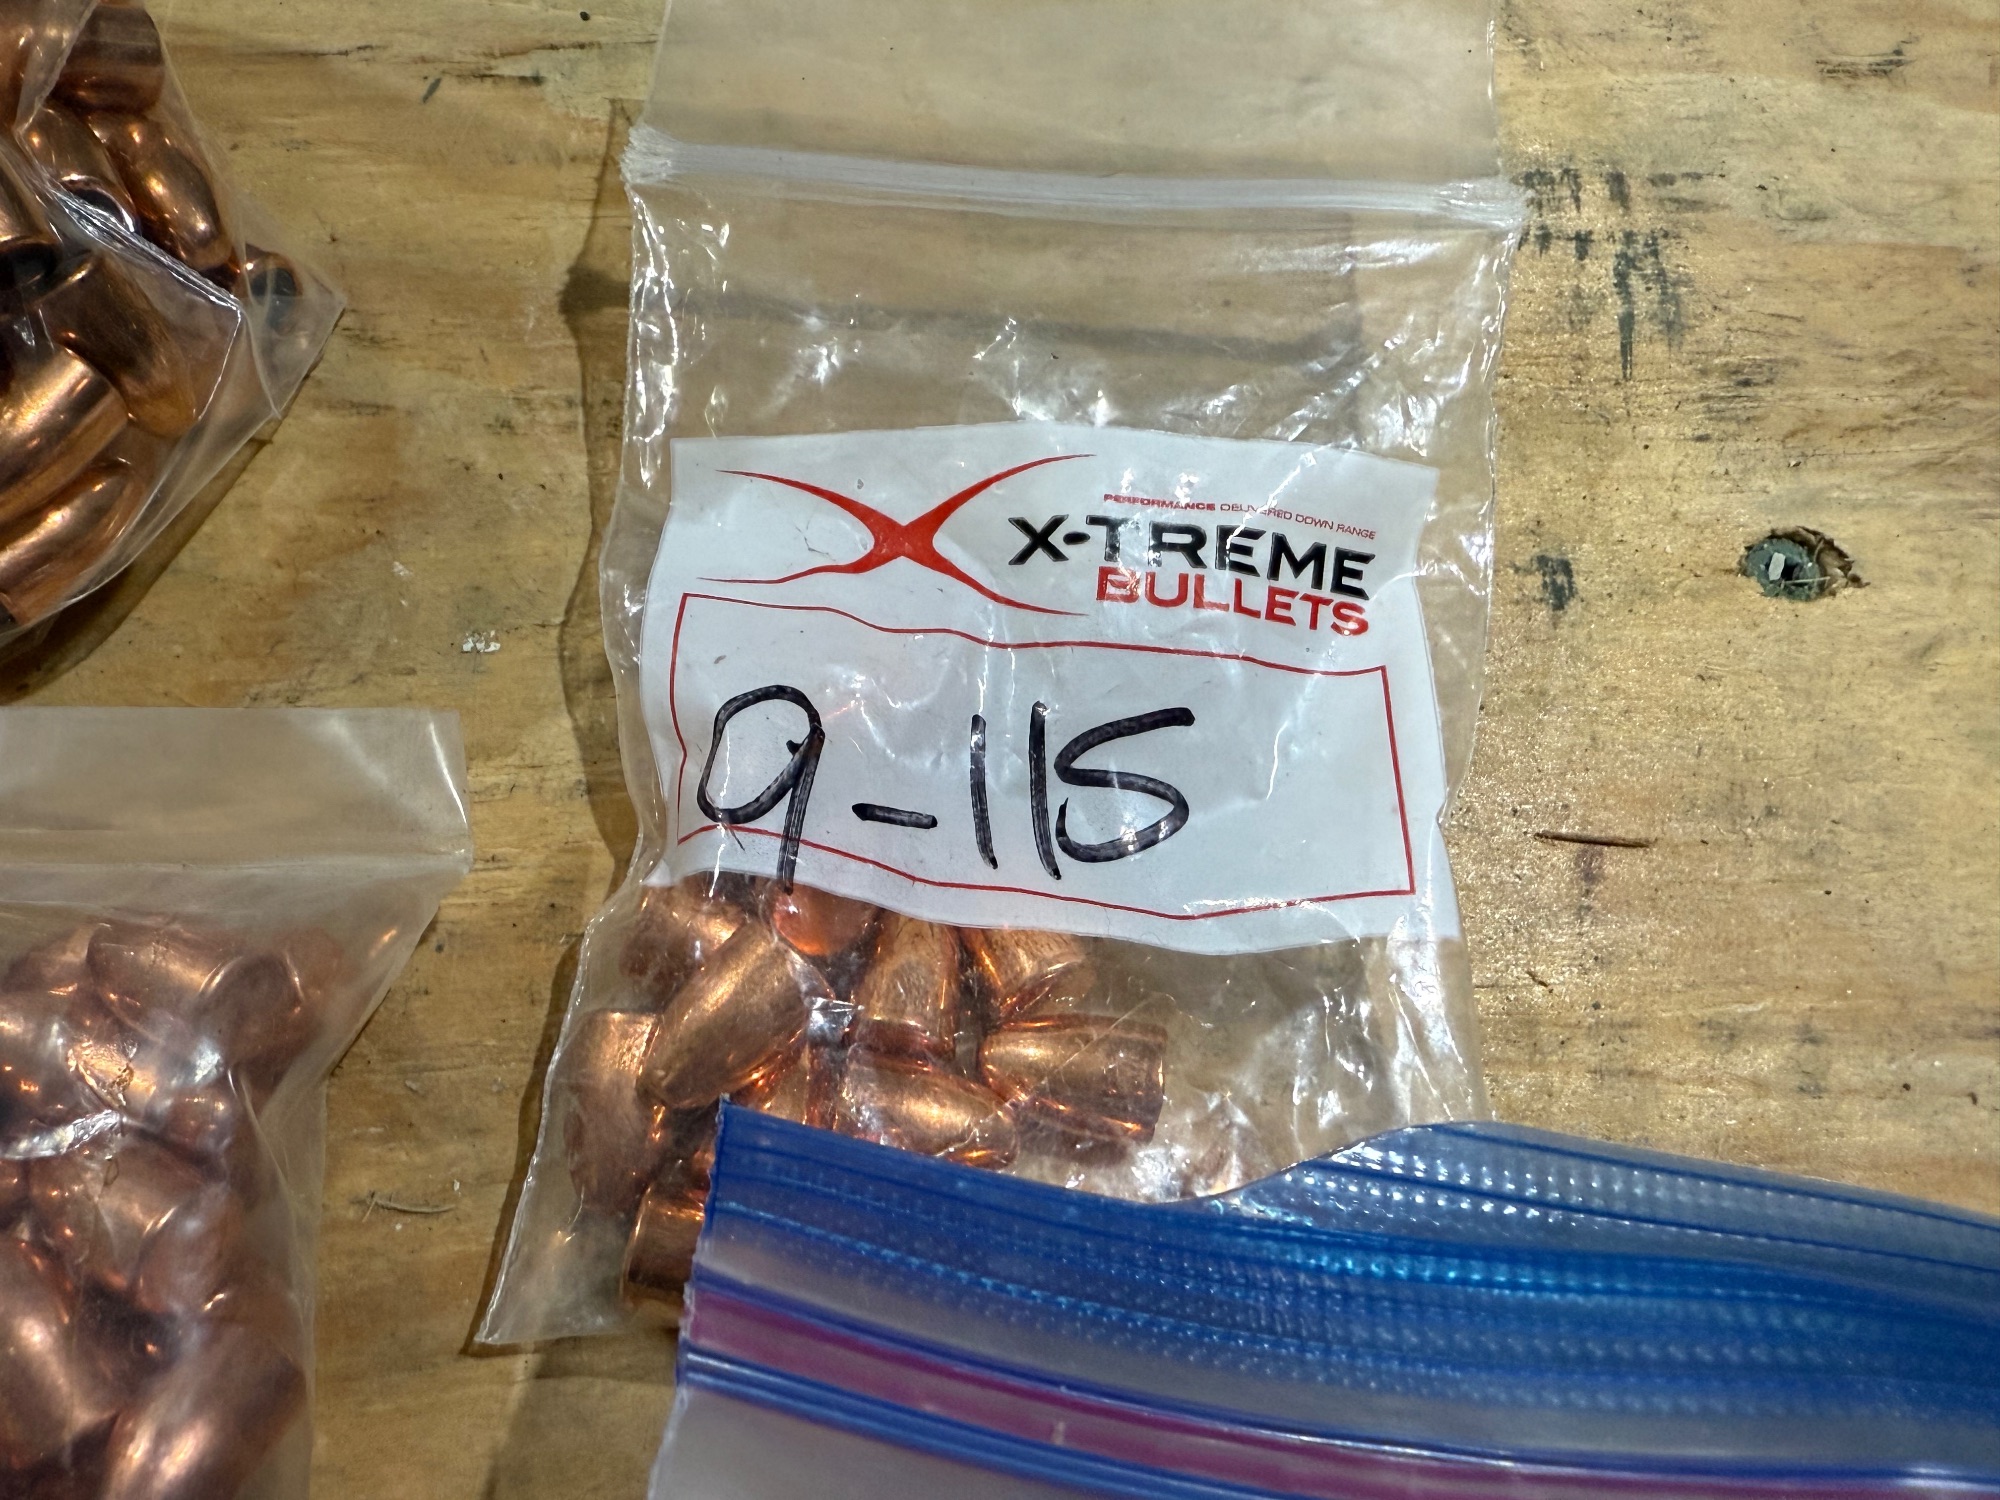 PERFORMANCE DELIVERED DOWN RANGE
X-TREME
BULLETS
9-115